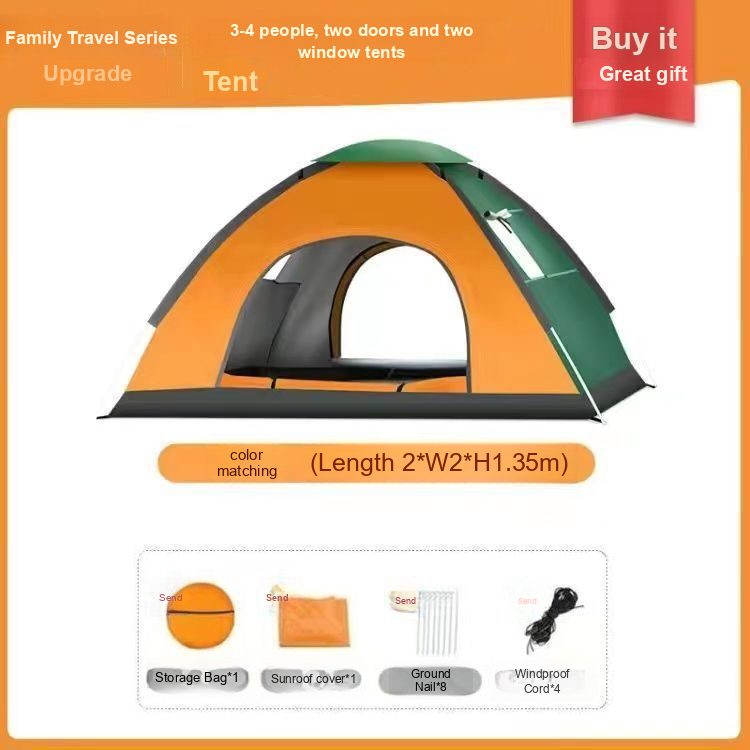 Family Travel Series
Upgrade
3-4 people, two doors and two
window tents
Tent
Buy it
Great gift
color
matching
(Length 2*W2*H1.35m)
Send
Send
Send
Send
Storage Bag*1
Sunroof cover*1
Ground
Nail*8
Windproof
Cord*4